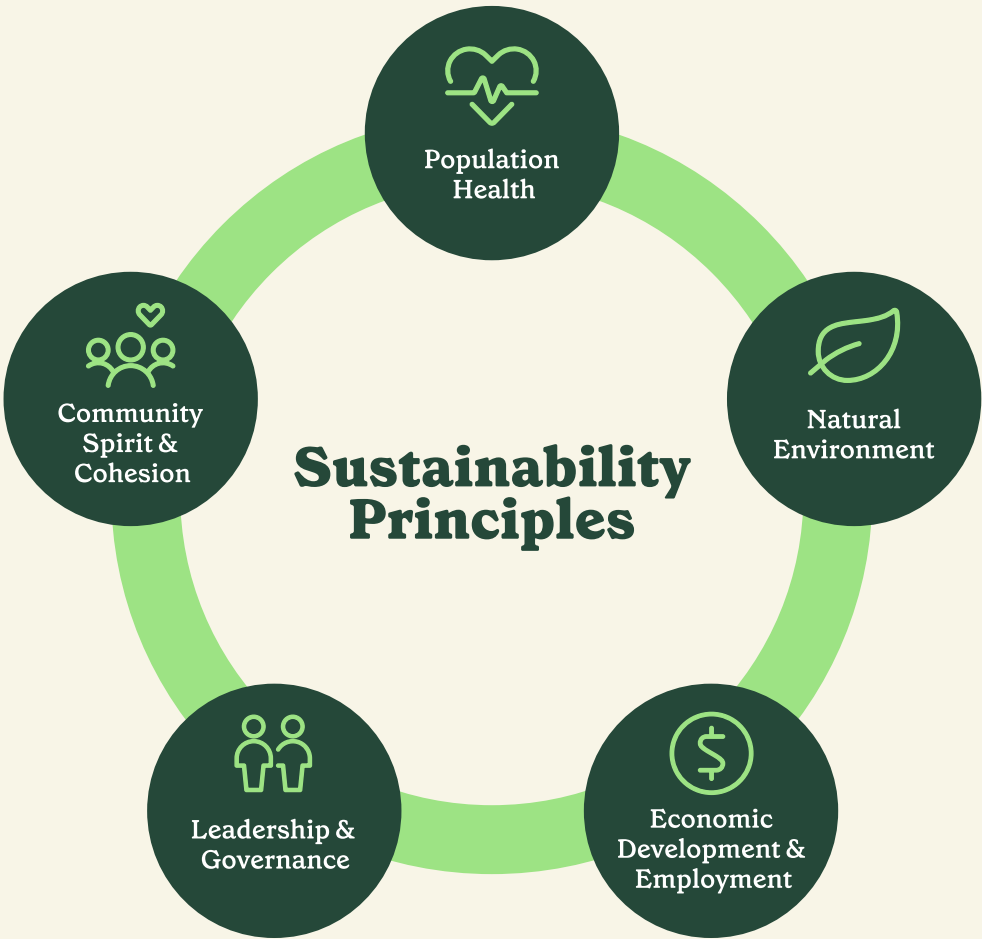 Population
Health
Natural
Environment
Economic
Development &
Employment
Leadership &
Governance
Community
Spirit &
Cohesion
Sustainability
Principles